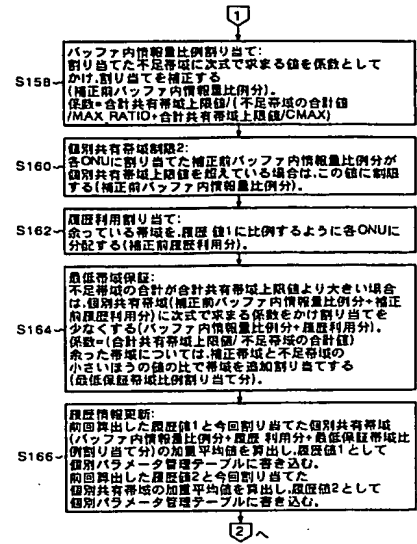 1
S158
バッファ内情報量比例割り当て:
割り当てた不足帯域に次式で求まる値を係数として
かけ、割り当てを補正する
(補正前バッファ内情報量比例分)。
係数=合計共有帯域上限値/(不足帯域の合計値
/MAX_RATIO+合計共有帯域上限値/CMAX)
S160
個別共有帯域制限2:
各ONUに割り当てた補正前バッファ内情報量比例分が
個別共有帯域上限値を超えている場合は、この値に制限
する(補正前バッファ内情報量比例分)。
S162
履歴利用割り当て:
余っている帯域を、履歴値1に比例するように各ONUに
分配する(補正前履歴利用分)。
S164
最低帯域保証:
不足帯域の合計が合計共有帯域上限値より大きい場合
は、個別共有帯域(補正前バッファ内情報量比例分+補正
前履歴利用分)に次式で求まる係数をかけ割り当てを
少なくする(バッファ内情報量比例分+履歴利用分)。
係数=(合計共有帯域上限値/不足帯域の合計値)
余った帯域については、補正帯域と不足帯域の
小さいほうの値の比で帯域を追加割り当てする
(最低保証帯域比例割り当て分)。
S166
履歴情報更新:
前回算出した履歴値1と今回割り当てた個別共有帯域
(バッファ内情報量比例分+履歴利用分+最低保証帯域比
例割り当て分)の加重平均値を算出し、履歴値1として
個別パラメータ管理テーブルに書き込む。
前回算出した履歴値2と今回割り当てた
個別共有帯域の加重平均値を算出し、履歴値2として
個別パラメータ管理テーブルに書き込む。
2へ